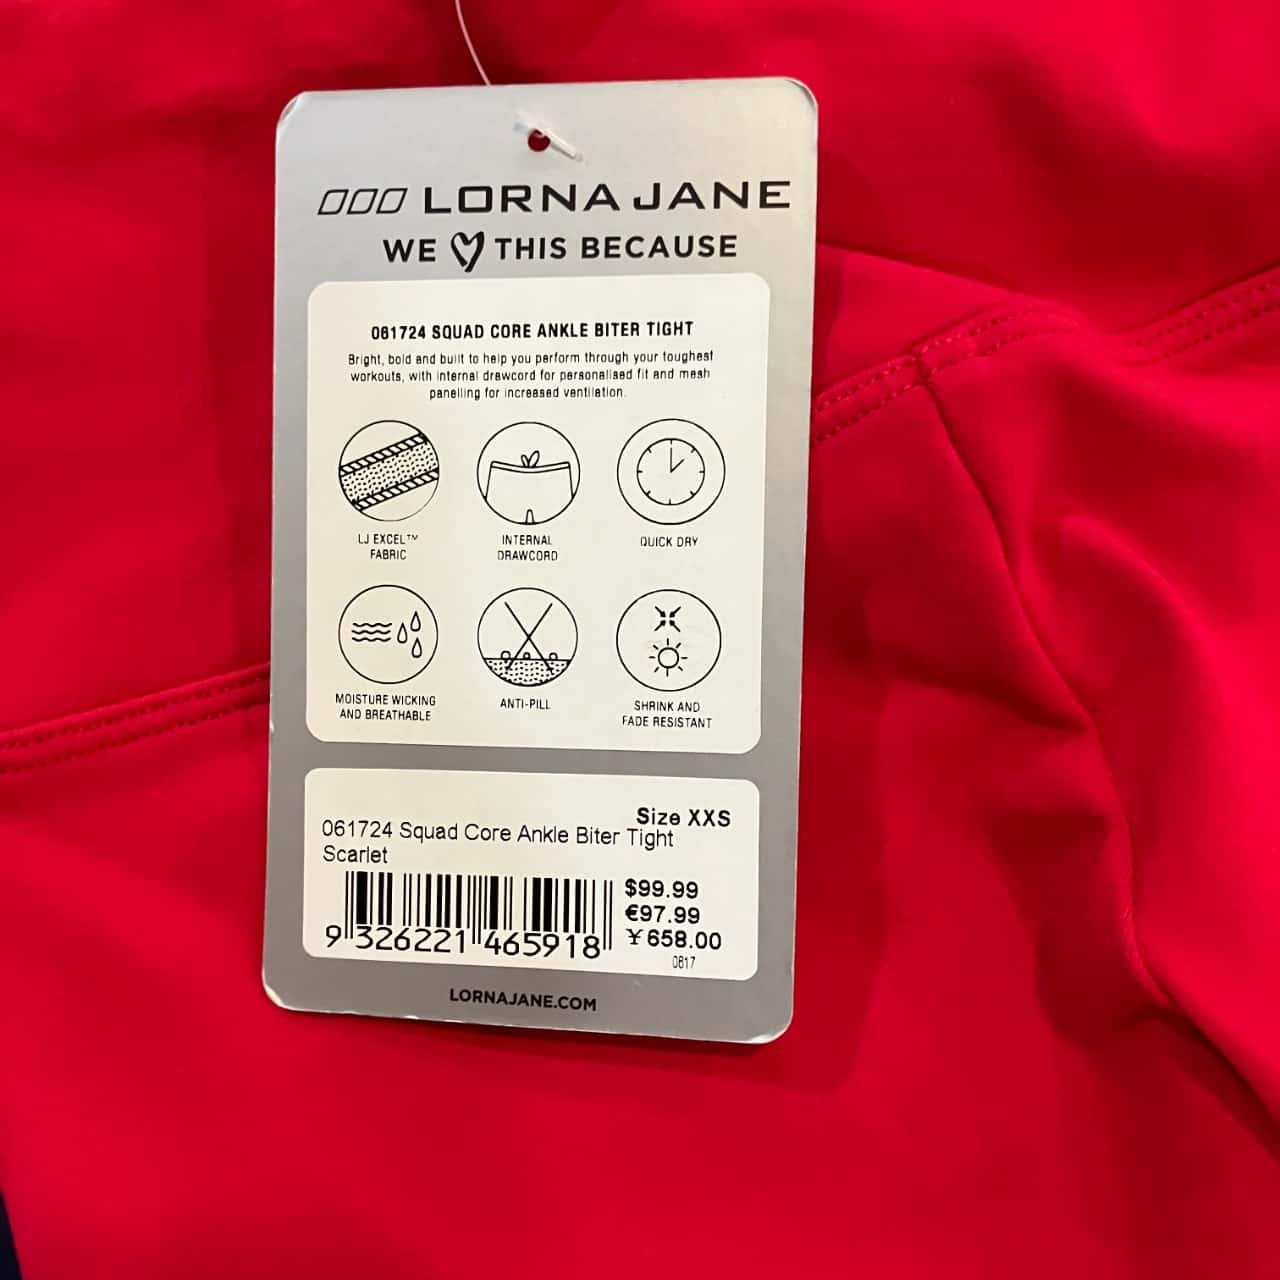 LORNA JANE
WE THIS BECAUSE
061724 SQUAD CORE ANKLE BITER TIGHT
Bright, bold and built to help you perform through your toughest
workouts, with internal drawcord for personalised fit and mesh
panelling for increased ventilation.
LJ EXCEL™
FABRIC
INTERNAL
DRAWCORD
QUICK DRY
MOISTURE WICKING
AND BREATHABLE
ANTI-PILL
SHRINK AND
FADE RESISTANT
Size XXS
061724 Squad Core Ankle Biter Tight
Scarlet
$99.99
€97.99
¥658.00
9 326221 465918
0817
LORNAJANE.COM